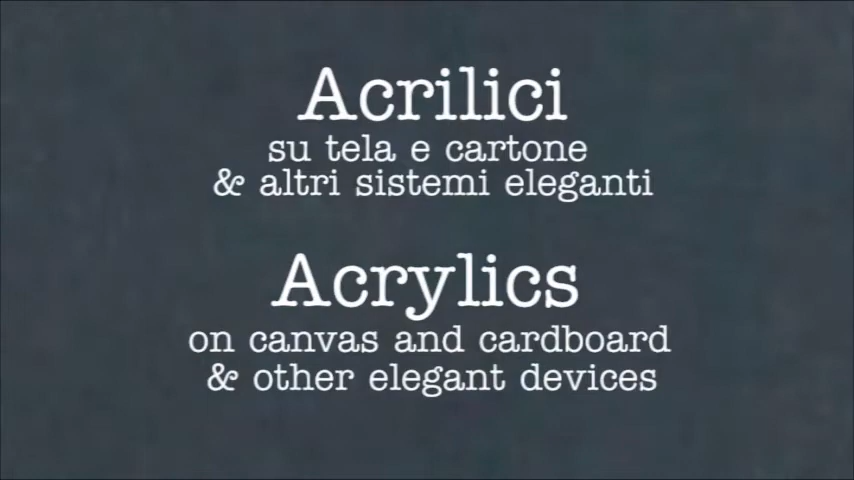 Acrilici
su tela e cartone
& altri sistemi eleganti
Acrylics
on canvas and cardboard
& other elegant devices